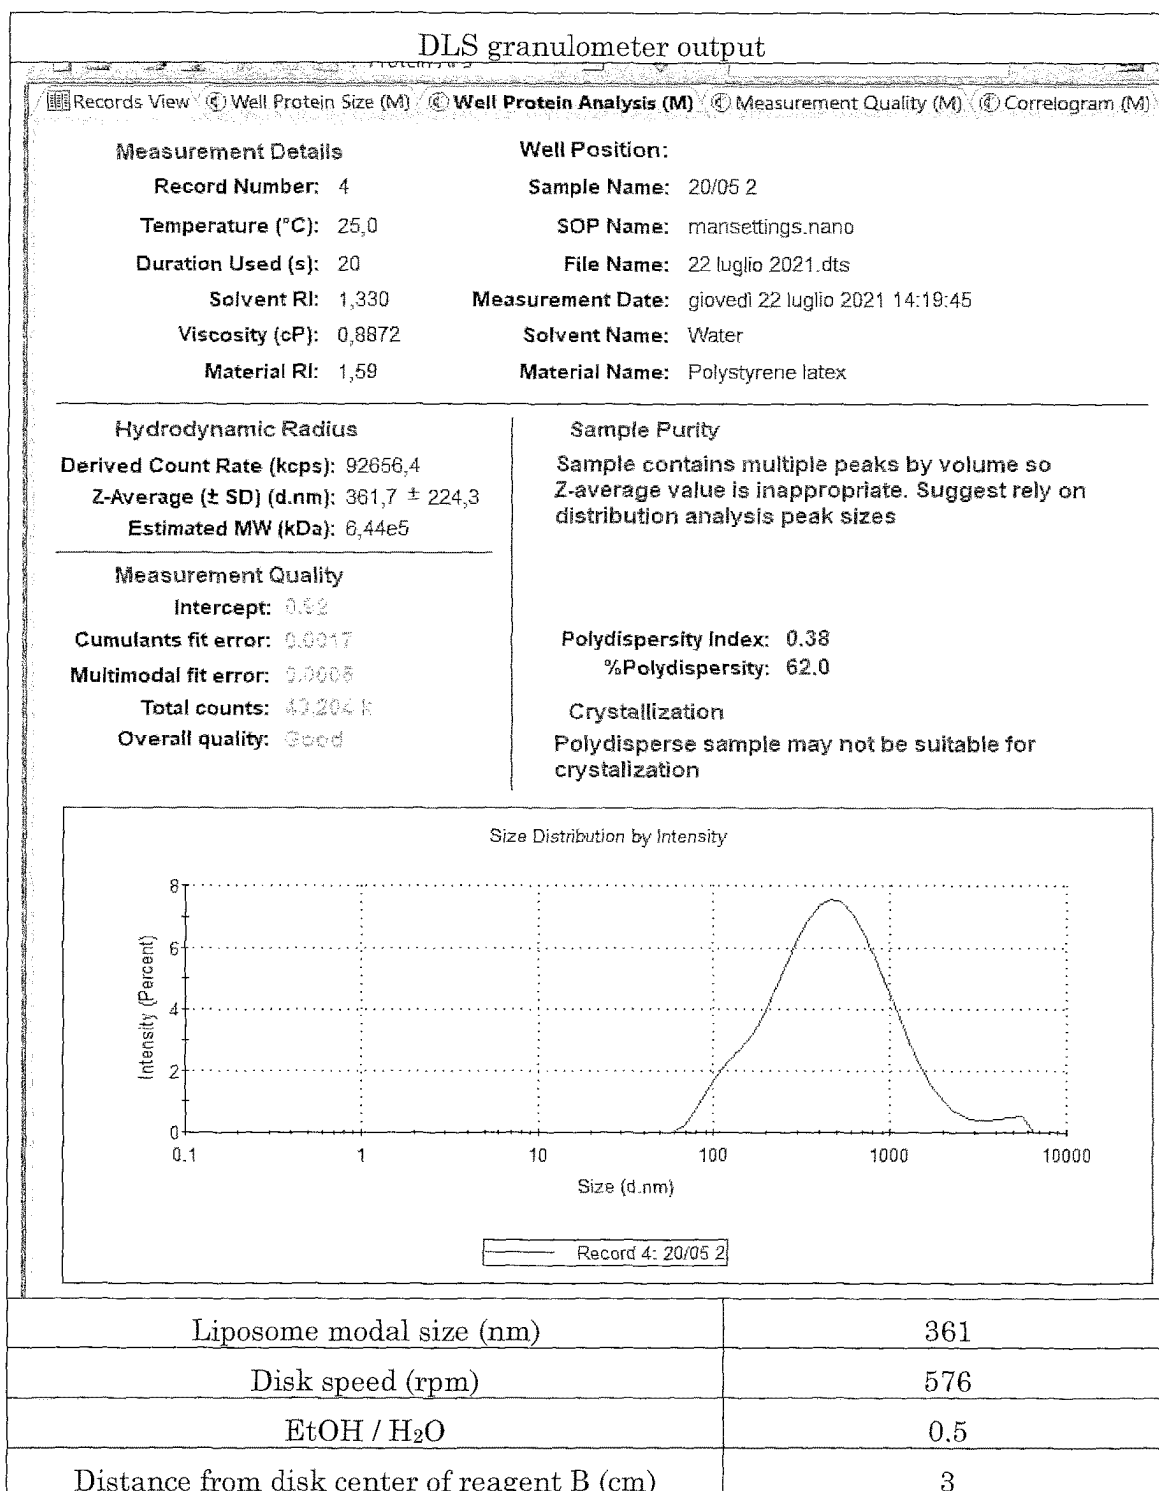 DLS granulometer output
Records View Well Protein Size (M) Well Protein Analysis (M) Measurement Quality (M) Correlogram (M)
Measurement Details Well Position:
Record Number: 4 Sample Name: 20/05 2
Temperature (°C): 25,0 SOP Name: mansettings.nano
Duration Used (s): 20 File Name: 22 luglio 2021.dts
Solvent RI: 1,330 Measurement Date: giovedì 22 luglio 2021 14:19:45
Viscosity (cP): 0,8872 Solvent Name: Water
Material RI: 1,59 Material Name: Polystyrene latex
Hydrodynamic Radius
Derived Count Rate (kcps): 92656,4
Z-Average (± SD) (d.nm): 361,7 ± 224,3
Estimated MW (kDa): 6,44e5
Sample Purity
Sample contains multiple peaks by volume so
Z-average value is inappropriate. Suggest rely on
distribution analysis peak sizes
Measurement Quality
Intercept: 0.92
Cumulants fit error: 0.0017
Multimodal fit error:
Total counts:
Overall quality: Good
Polydispersity Index: 0.38
%Polydispersity: 62.0
Crystallization
Polydisperse sample may not be suitable for
crystalization
Size Distribution by Intensity
Intensity (Percent)
8
6
4
2
0
0.1 1 10 100 1000 10000
Size (d.nm)
Record 4: 20/05 2
Liposome modal size (nm) 361
Disk speed (rpm) 576
EtOH / H₂O 0.5
Distance from disk center of reagent B (cm) 3